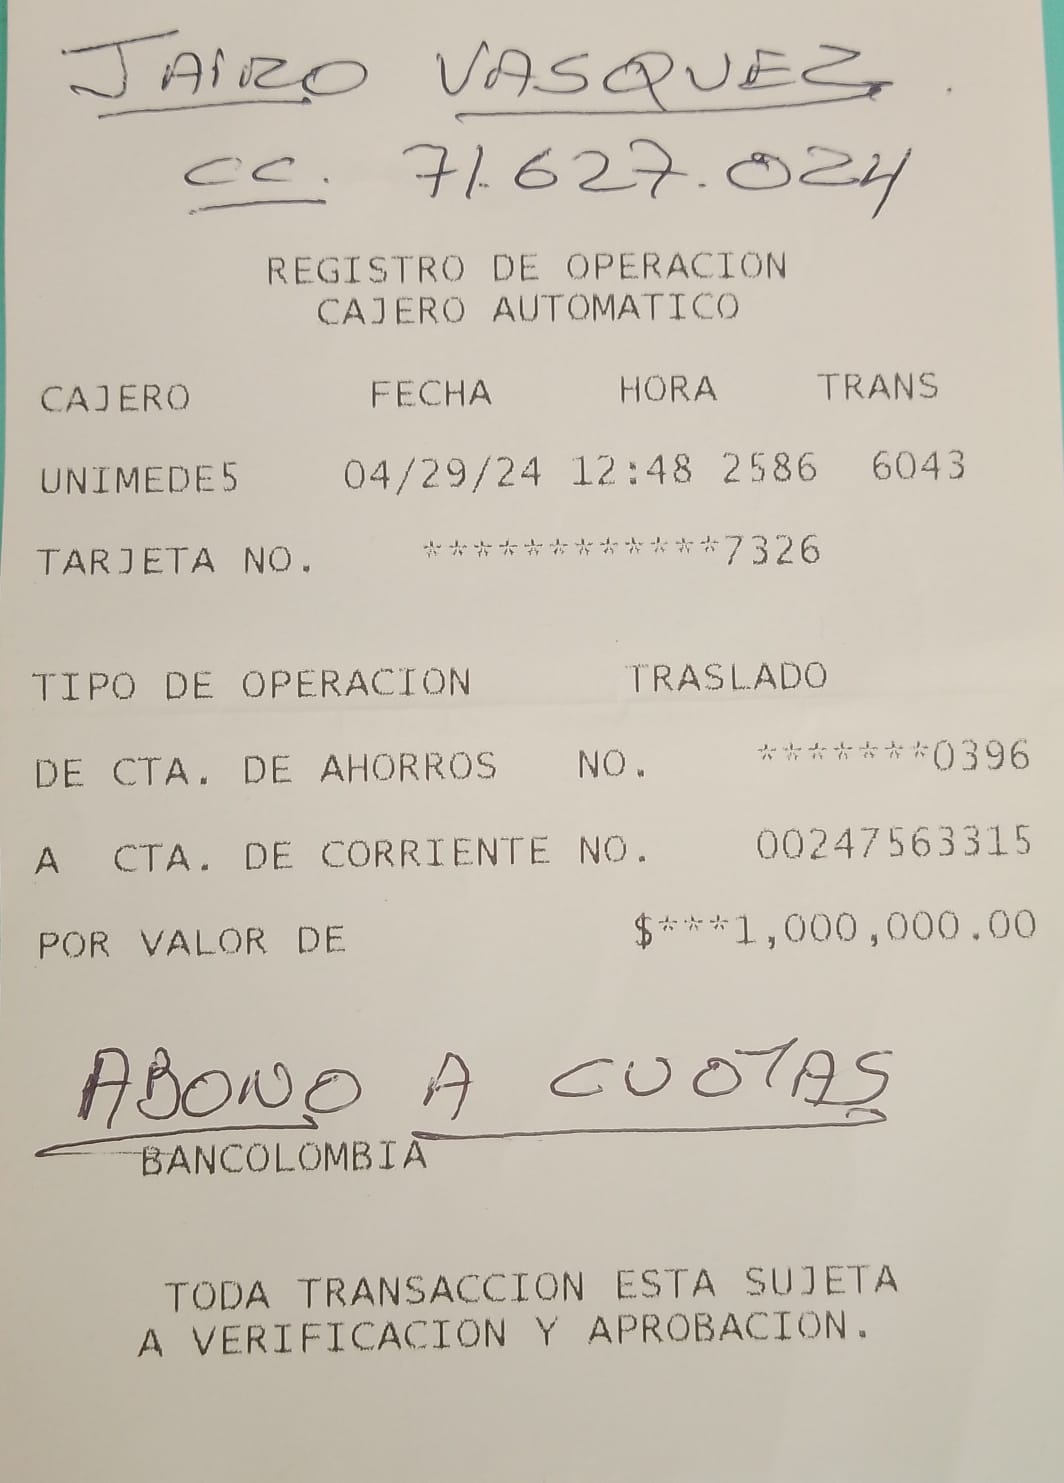 JAIRO VASQUEZ.
CC. 71.627.024
REGISTRO DE OPERACION
CAJERO AUTOMATICO
CAJERO FECHA HORA TRANS
UNIMEDE5 04/29/24 12:48 2586 6043
TARJETA NO. ************7326
TIPO DE OPERACION TRASLADO
DE CTA. DE AHORROS NO. *******0396
A CTA. DE CORRIENTE NO. 00247563315
POR VALOR DE $***1,000,000.00
ABONO A CUOTAS
BANCOLOMBIA
TODA TRANSACCION ESTA SUJETA
A VERIFICACION Y APROBACION.